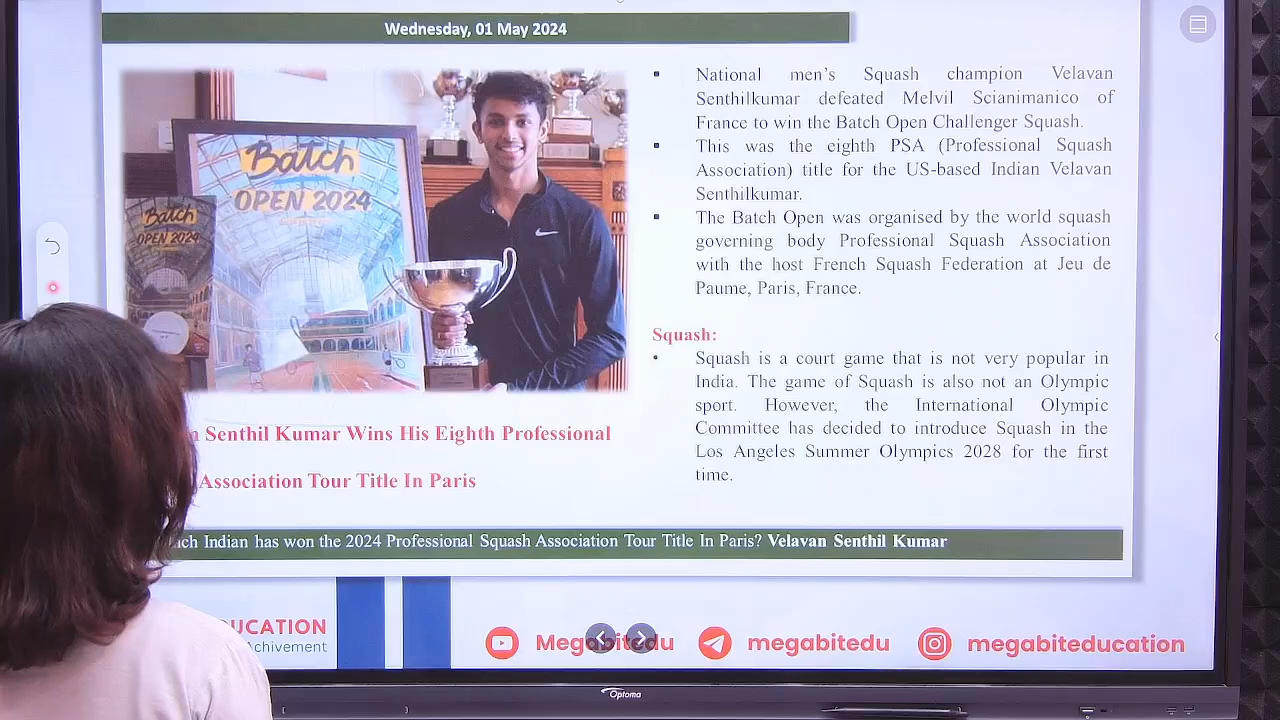 Wednesday, 01 May 2024
Batch
OPEN 2024
Batch
OPEN 2024
National men's Squash champion Velavan
Senthilkumar defeated Melvil Scianimanico of
France to win the Batch Open Challenger Squash.
This was the eighth PSA (Professional Squash
Association) title for the US-based Indian Velavan
Senthilkumar.
The Batch Open was organised by the world squash
governing body Professional Squash Association
with the host French Squash Federation at Jeu de
Paume, Paris, France.
Squash:
Squash is a court game that is not very popular in
India. The game of Squash is also not an Olympic
sport. However, the International Olympic
Committee has decided to introduce Squash in the
Los Angeles Summer Olympics 2028 for the first
time.
Senthil Kumar Wins His Eighth Professional
Association Tour Title In Paris
Indian has won the 2024 Professional Squash Association Tour Title In Paris? Velavan Senthil Kumar
megabitedu
megabiteducation
Optoma